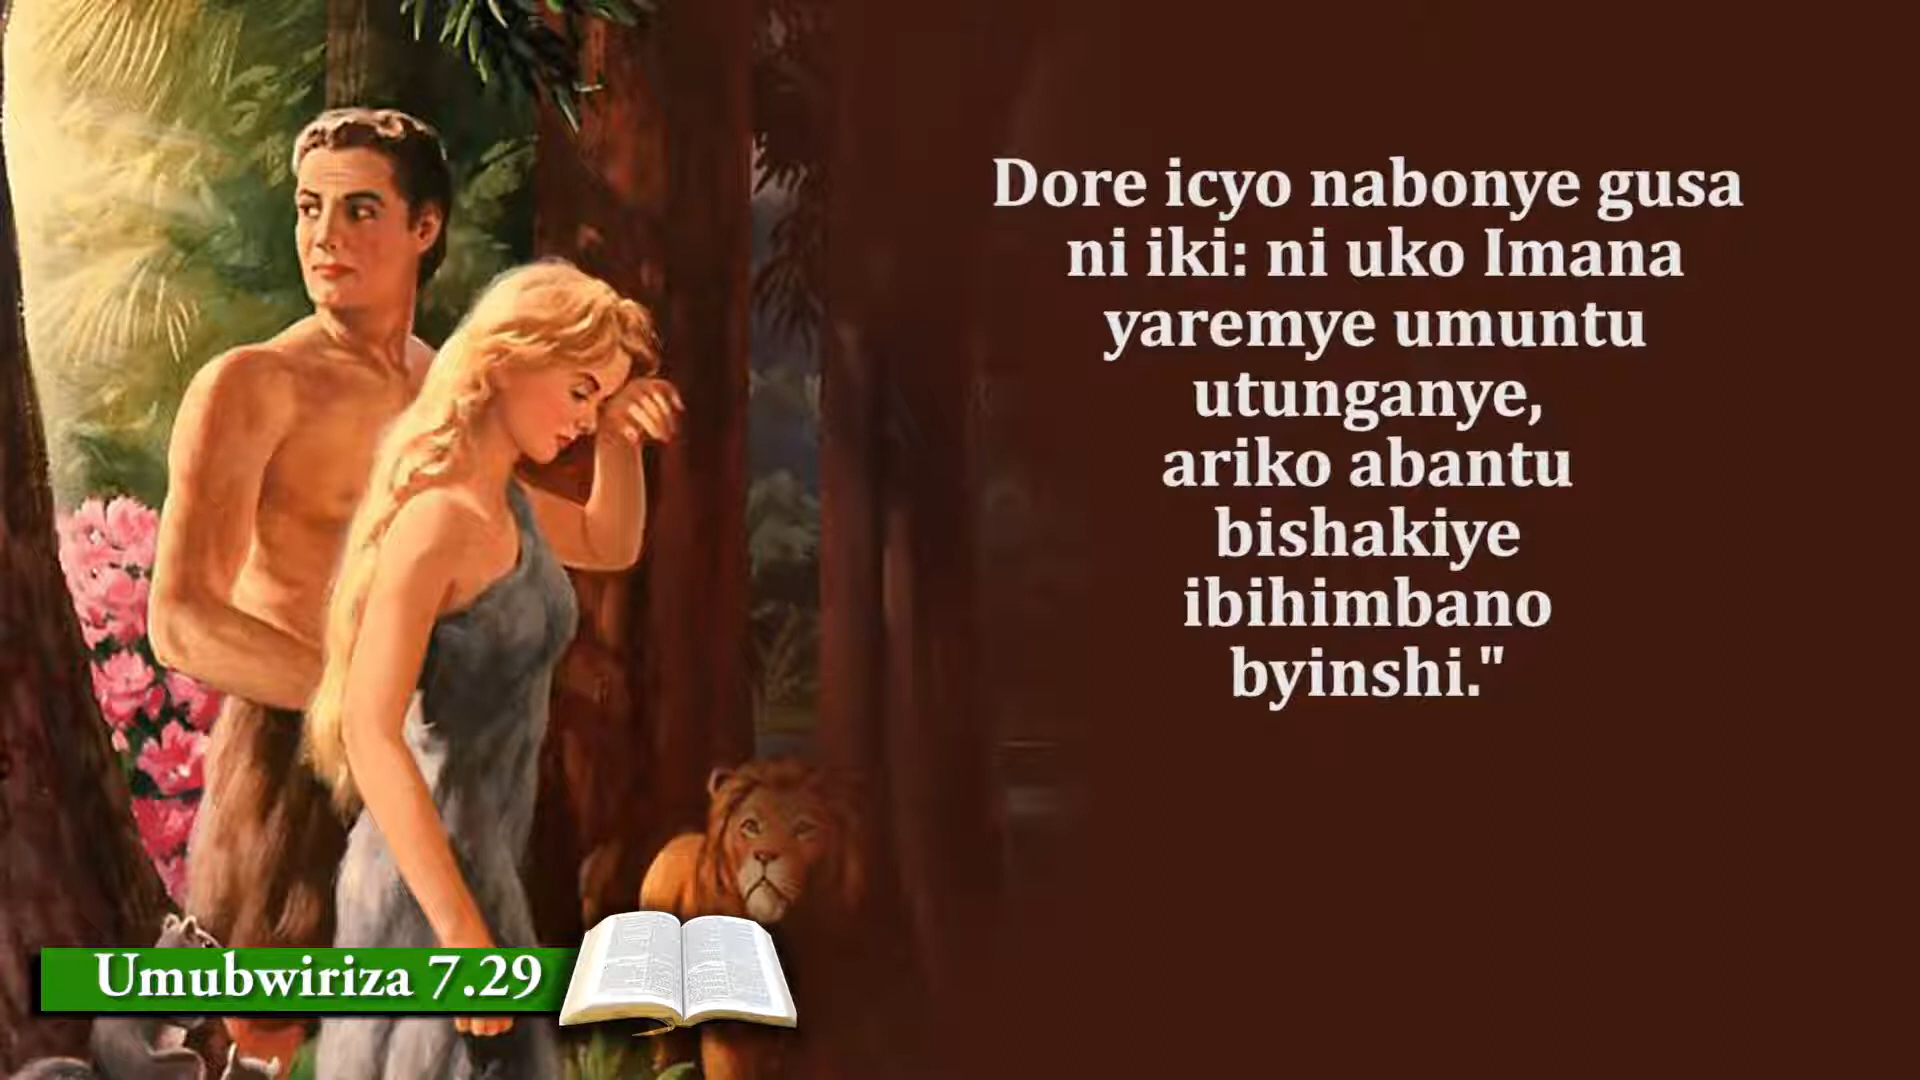 Dore icyo nabonye gusa
ni iki: ni uko Imana
yaremye umuntu
utunganye,
ariko abantu
bishakiye
ibihimbano
byinshi."
Umubwiriza 7.29